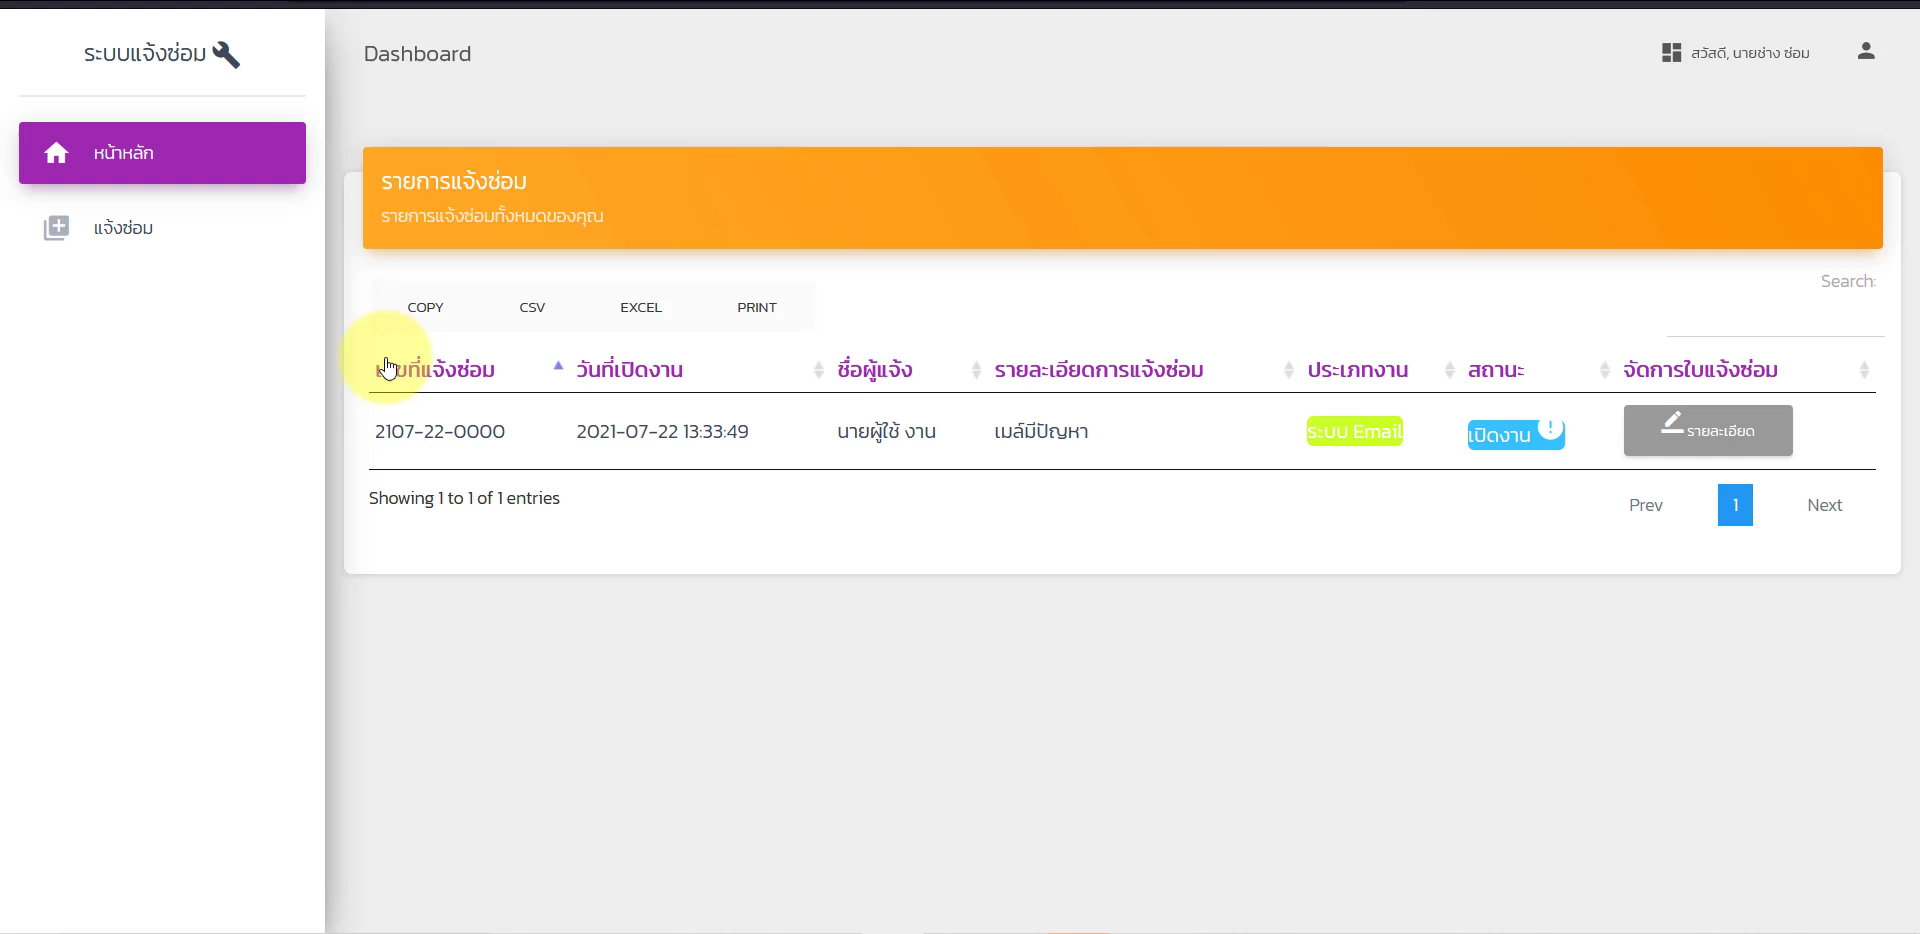 ระบบแจ้งซ่อม
Dashboard
สวัสดี, นายช่าง ซ่อม
หน้าหลัก
แจ้งซ่อม
รายการแจ้งซ่อม
รายการแจ้งซ่อมทั้งหมดของคุณ
Search:
COPY CSV EXCEL PRINT
เลขที่แจ้งซ่อม วันที่เปิดงาน ชื่อผู้แจ้ง รายละเอียดการแจ้งซ่อม ประเภทงาน สถานะ จัดการใบแจ้งซ่อม
2107-22-0000 2021-07-22 13:33:49 นายผู้ใช้ งาน เมล์มีปัญหา ระบบ Email เปิดงาน รายละเอียด
Showing 1 to 1 of 1 entries
Prev 1 Next